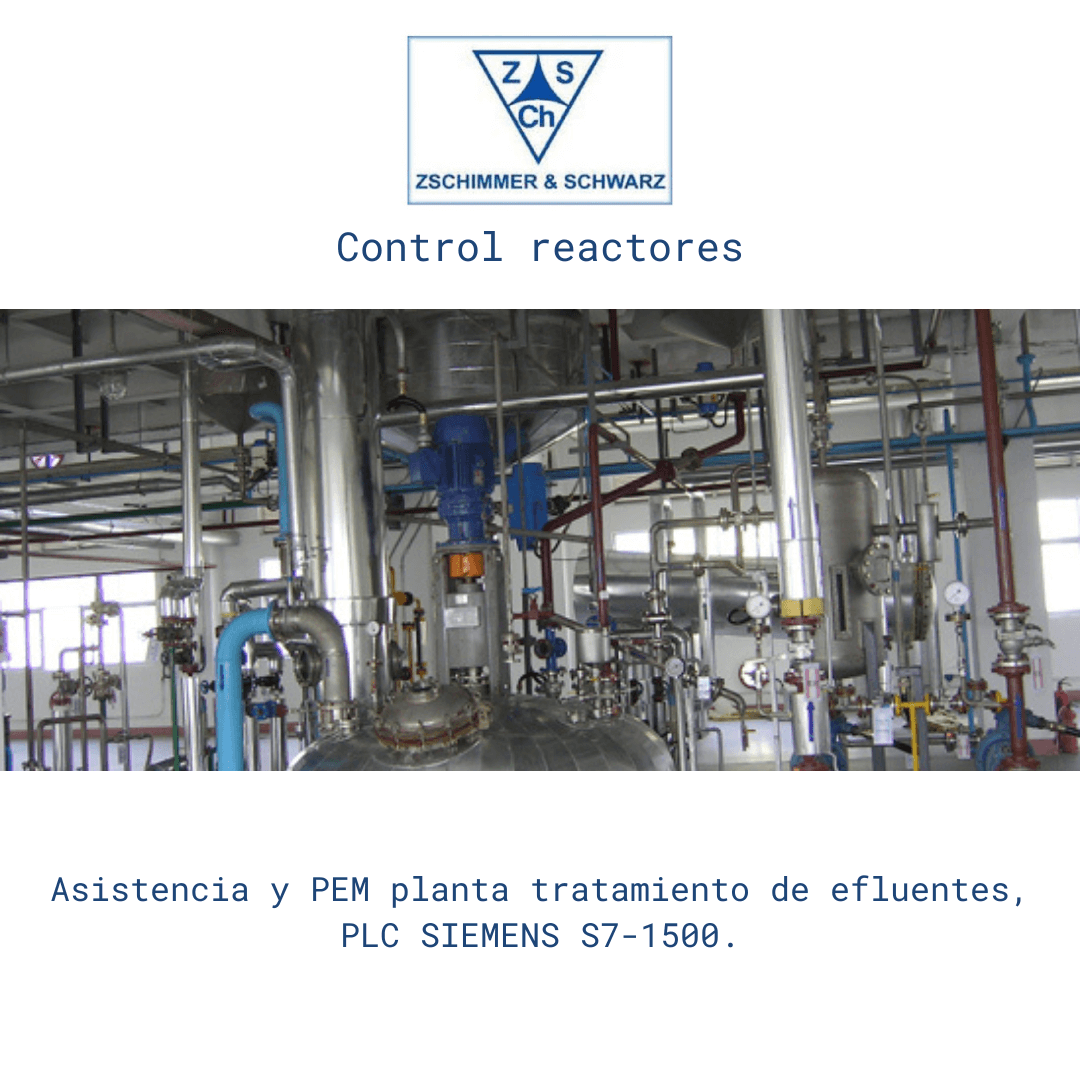 Z S
Ch
ZSCHIMMER & SCHWARZ
Control reactores
Asistencia y PEM planta tratamiento de efluentes,
PLC SIEMENS S7-1500.